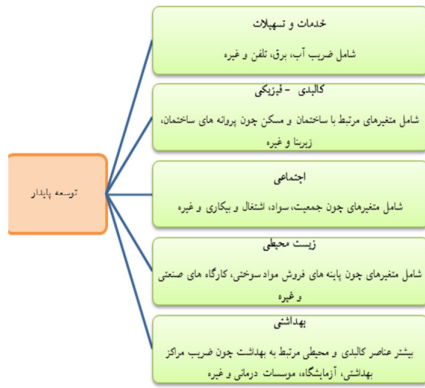 خدمات و تسهیلات
شامل ضریب آب، برق، تلفن و غیره
کالبدی - فیزیکی
شامل متغیرهای مرتبط با ساختمان و مسکن چون پروانه های ساختمان،
زیربنا و غیره
اجتماعی
شامل متغیرهای چون جمعیت، سواد، اشتغال و بیکاری و غیره
توسعه پایدار
زیست محیطی
شامل متغیرهای چون پاینه های فروش مواد سوختی، کارگاه های صنعتی
و غیره
بهداشتی
بیشتر عناصر کالبدی و محیطی مرتبط به بهداشت چون ضریب مراکز
بهداشتی، آزمایشگاه، موسسات درمانی و غیره